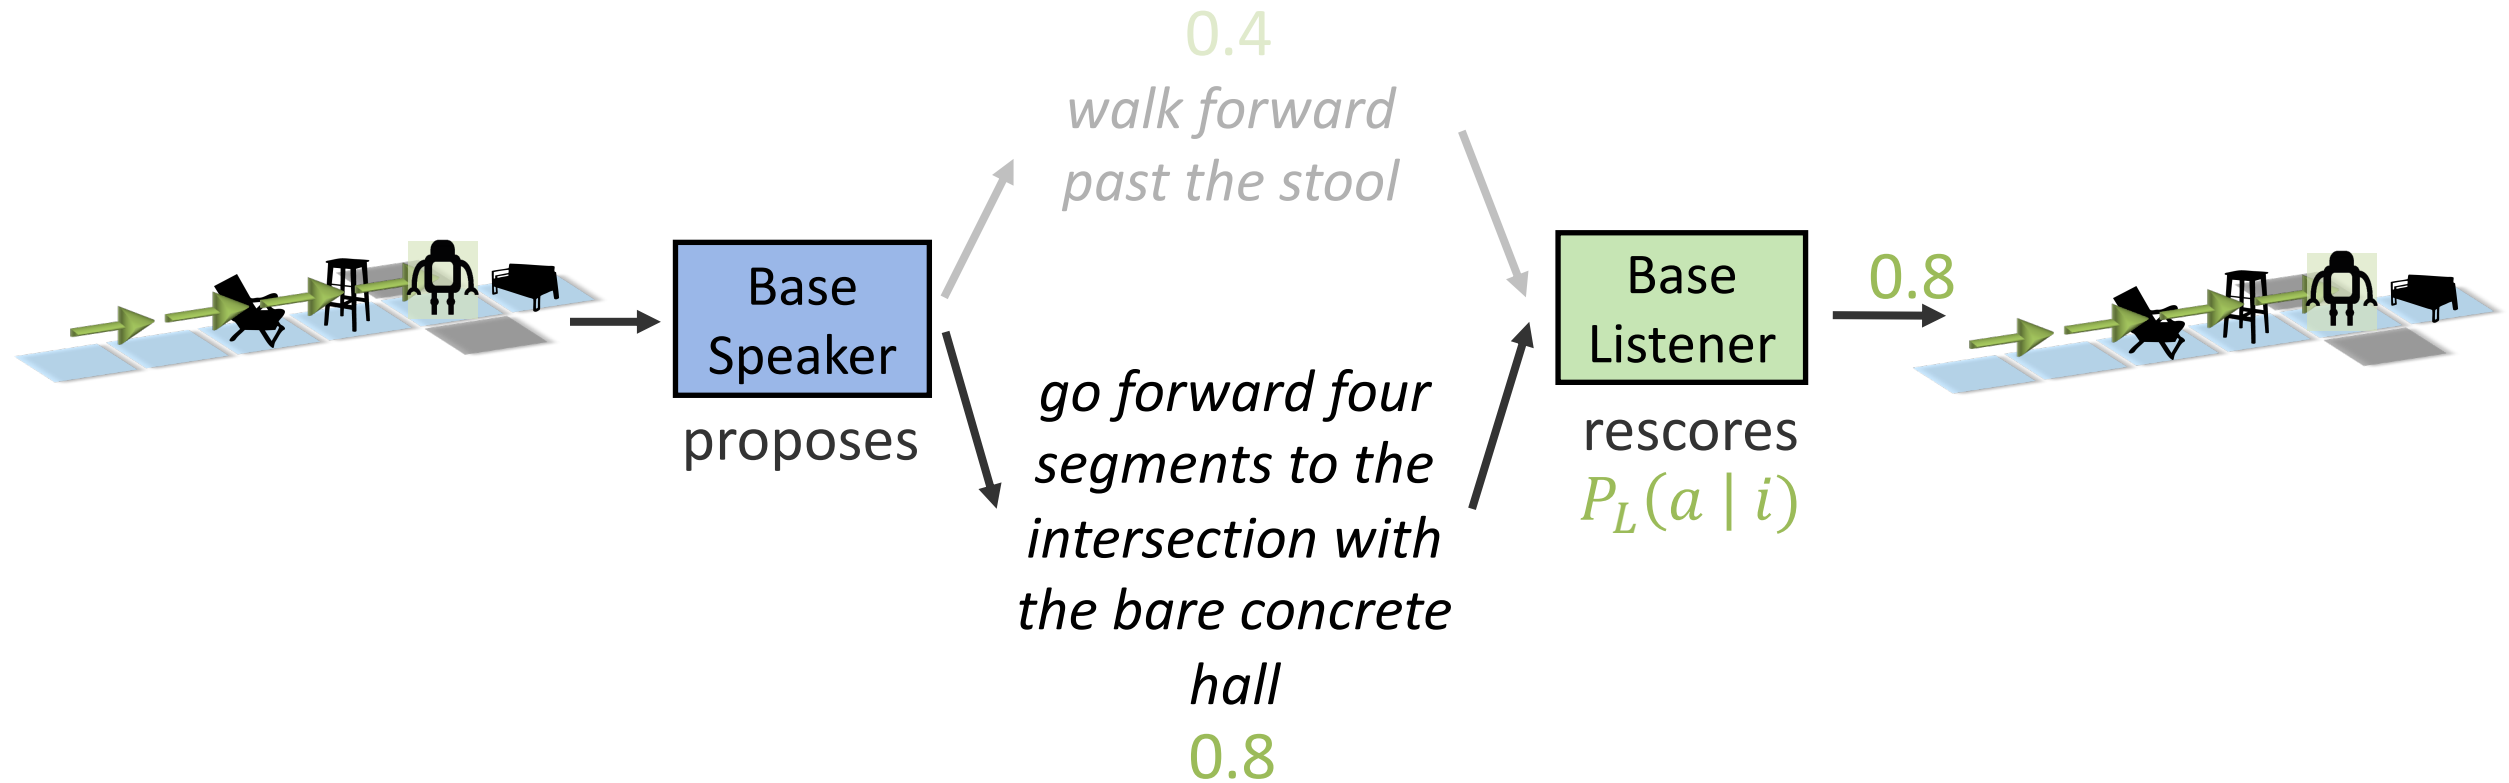 0.4
walk forward
past the stool
Base
Speaker
proposes
go forward four
segments to the
intersection with
the bare concrete
hall
0.8
Base
Listener
rescores
P_L(a | i)
0.8